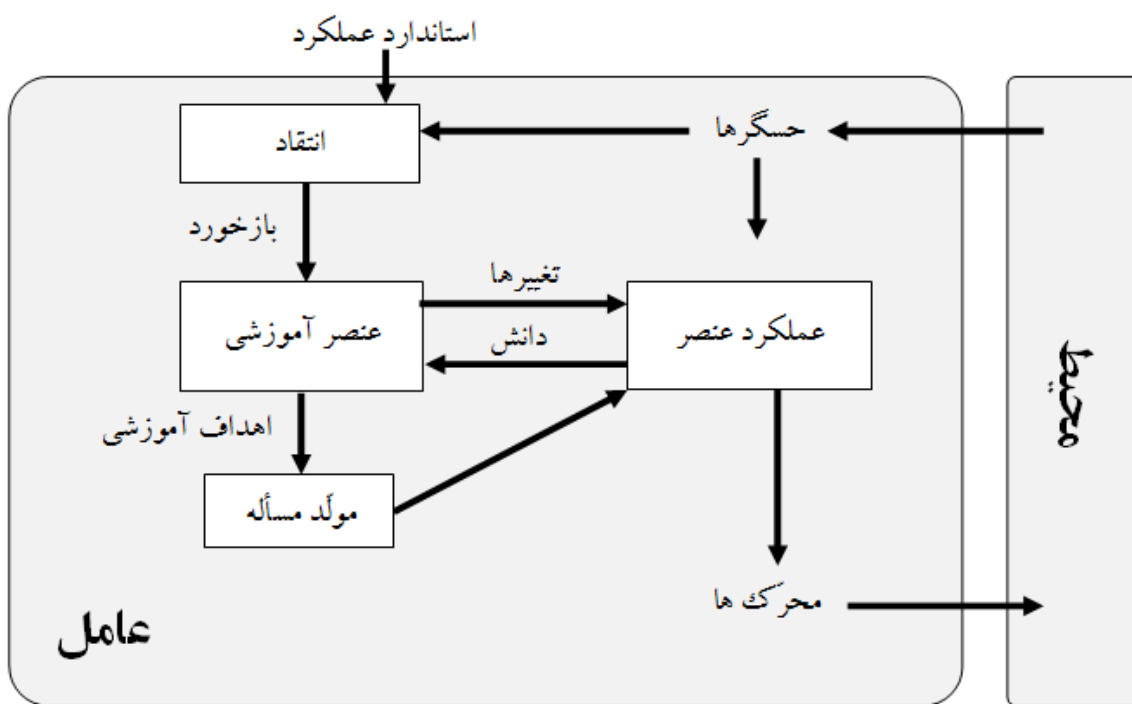 استاندارد عملکرد
حسگرها
انتقاد
بازخورد
تغییرها
عملکرد عنصر
عنصر آموزشی
دانش
محیط
اهداف آموزشی
مولّد مسأله
محرّک ها
عامل